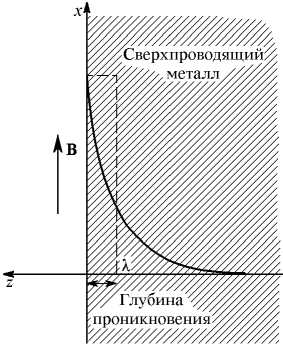 x
Сверхпроводящий
металл
B
λ
z
Глубина
проникновения